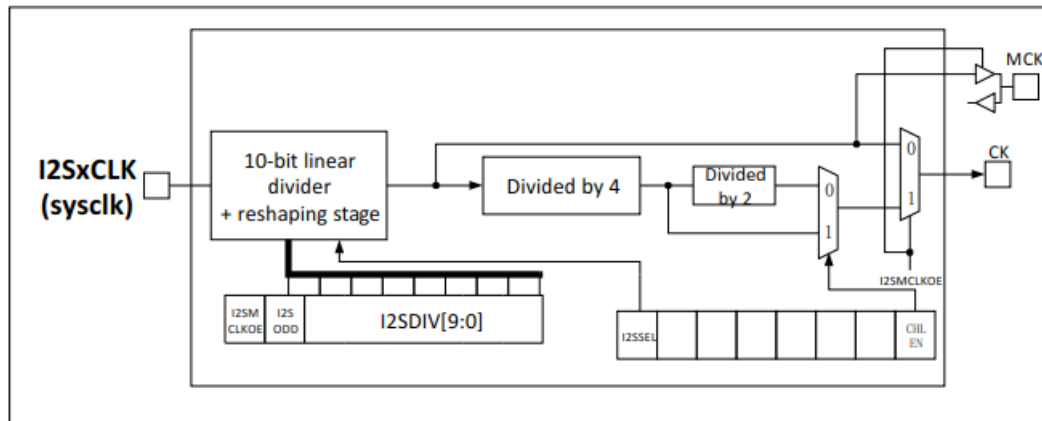 MCK
I2SxCLK
(sysclk)
10-bit linear
divider
+ reshaping stage
Divided by 4
Divided
by 2
0
1
0
1
CK
I2SMCLKOE
I2SM
CLKOE
I2S
ODD
I2SDIV[9:0]
I2SSEL
CHL
EN